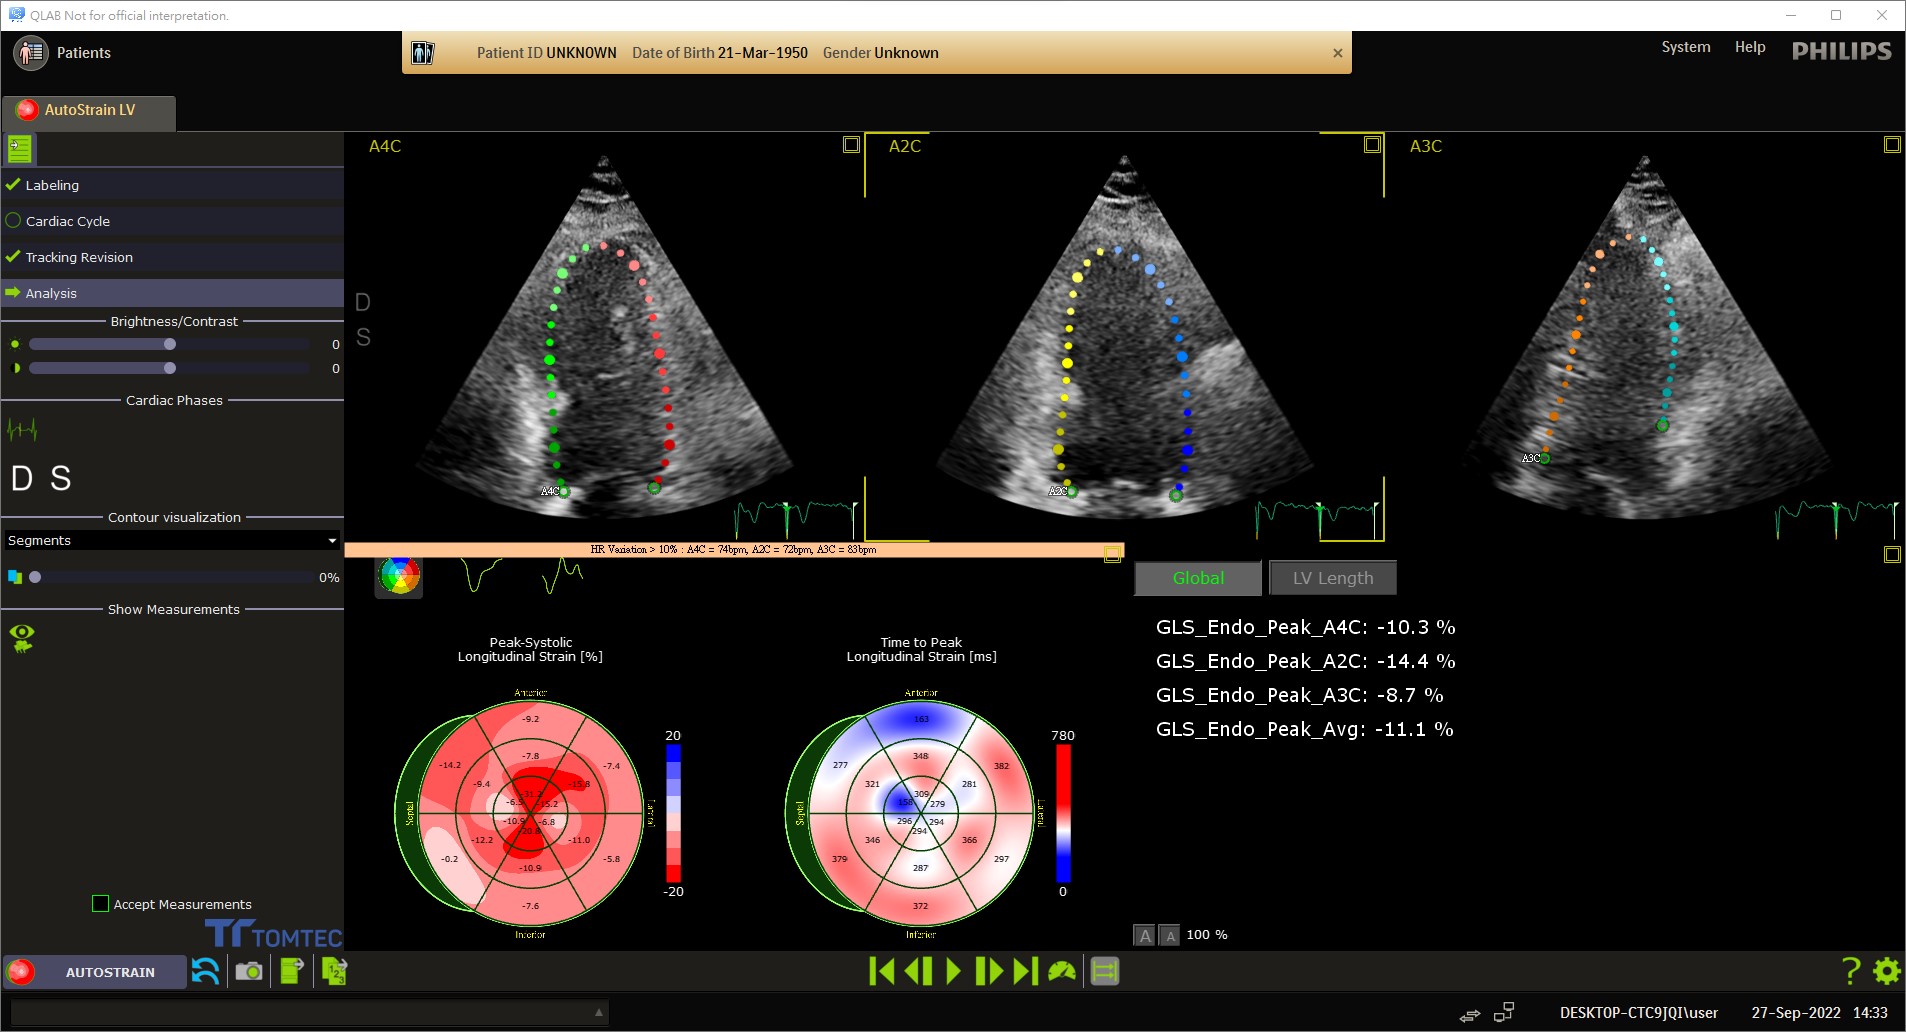 QLAB Not for official interpretation.
Patients
Patient ID UNKNOWN Date of Birth 21-Mar-1950 Gender Unknown
System Help PHILIPS
AutoStrain LV
Labeling
Cardiac Cycle
Tracking Revision
Analysis
Brightness/Contrast
0
0
Cardiac Phases
D S
Contour visualization
Segments
0%
Show Measurements
Accept Measurements
TOMTEC
A4C
D
S
A4C
A2C
A2C
A3C
A3C
HR Variation > 10% : A4C = 74bpm, A2C = 72bpm, A3C = 83bpm
Peak-Systolic
Longitudinal Strain [%]
Anterior
-9.2
-14.2
-7.8
-7.4
-9.4
-15.8
-31.2
-6.5
-15.2
Septal
Lateral
-10.9
-6.8
-20.8
-12.2
-11.0
-0.2
-5.8
-10.9
-7.6
Inferior
20
-20
Time to Peak
Longitudinal Strain [ms]
Anterior
163
277
348
382
321
281
309
158
279
Septal
Lateral
296
294
294
346
366
379
297
287
372
Inferior
780
0
Global
LV Length
GLS_Endo_Peak_A4C: -10.3 %
GLS_Endo_Peak_A2C: -14.4 %
GLS_Endo_Peak_A3C: -8.7 %
GLS_Endo_Peak_Avg: -11.1 %
A A 100 %
AUTOSTRAIN
DESKTOP-CTC9JQI\user 27-Sep-2022 14:33